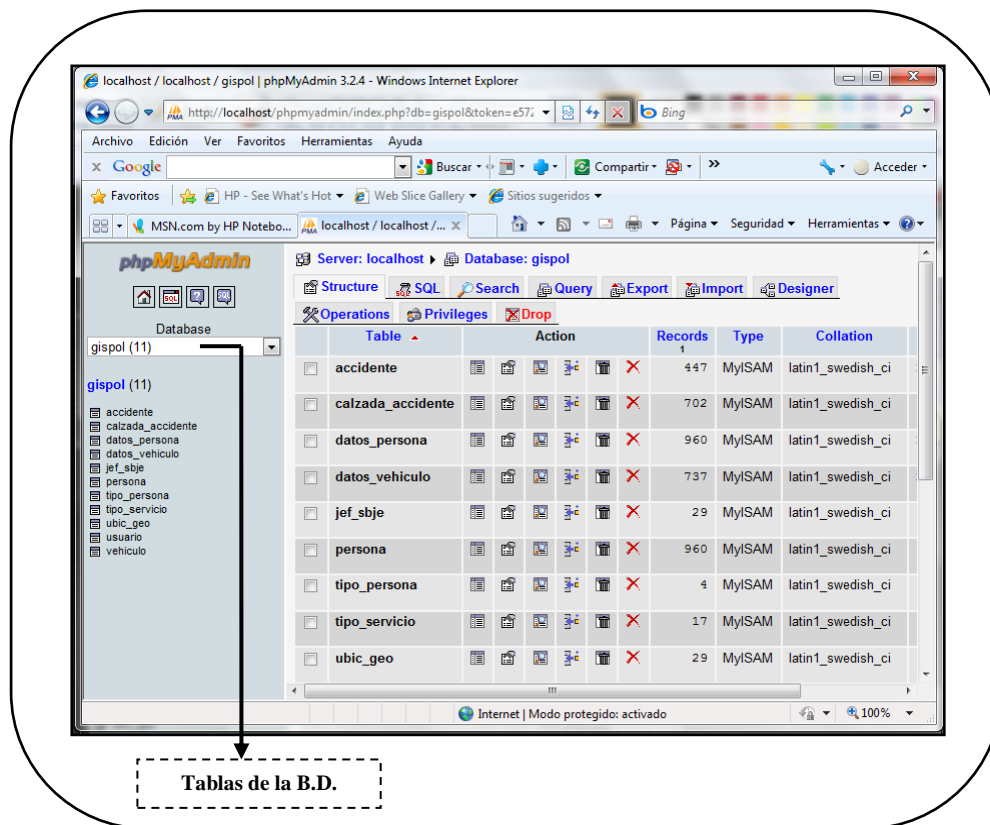 localhost / localhost / gispol | phpMyAdmin 3.2.4 - Windows Internet Explorer
http://localhost/phpmyadmin/index.php?db=gispol&token=e57
Bing
Archivo Edición Ver Favoritos Herramientas Ayuda
x Google Buscar Compartir » Acceder
Favoritos HP - See What's Hot Web Slice Gallery Sitios sugeridos
MSN.com by HP Notebo... localhost / localhost /... X Página Seguridad Herramientas
phpMyAdmin
Database
gispol (11)
gispol (11)
accidente
calzada_accidente
datos_persona
datos_vehiculo
jef_sbje
persona
tipo_persona
tipo_servicio
ubic_geo
usuario
vehiculo
Server: localhost Database: gispol
Structure SQL Search Query Export Import Designer
Operations Privileges Drop
Table Action Records 1 Type Collation
accidente 447 MyISAM latin1_swedish_ci
calzada_accidente 702 MyISAM latin1_swedish_ci
datos_persona 960 MyISAM latin1_swedish_ci
datos_vehiculo 737 MyISAM latin1_swedish_ci
jef_sbje 29 MyISAM latin1_swedish_ci
persona 960 MyISAM latin1_swedish_ci
tipo_persona 4 MyISAM latin1_swedish_ci
tipo_servicio 17 MyISAM latin1_swedish_ci
ubic_geo 29 MyISAM latin1_swedish_ci
Internet | Modo protegido: activado 100%
Tablas de la B.D.